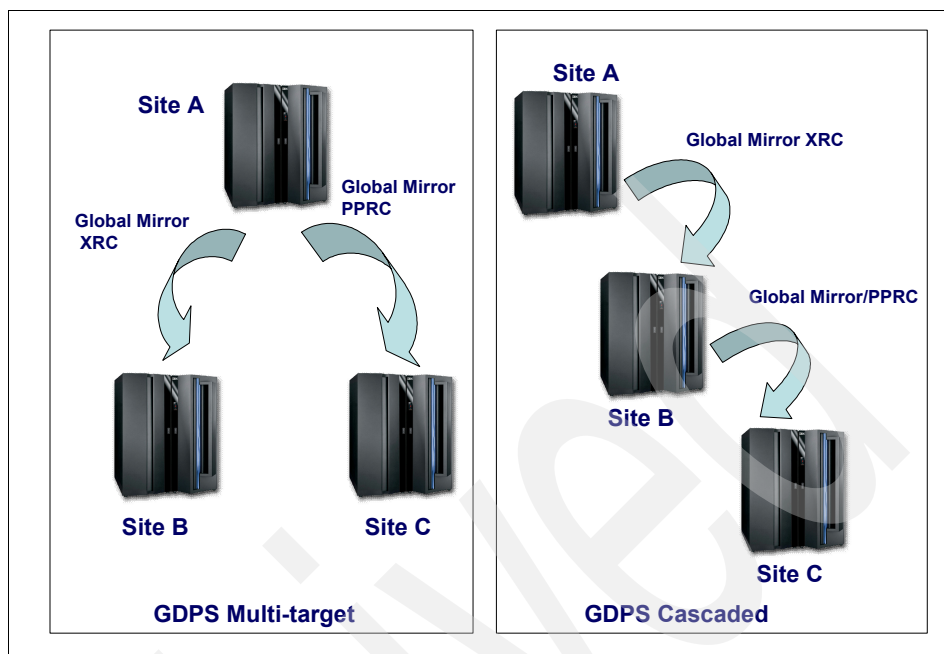 Site A
Global Mirror
PPRC
Global Mirror
XRC
Site B
Site C
GDPS Multi-target
Site A
Global Mirror XRC
Global Mirror/PPRC
Site B
Site C
GDPS Cascaded